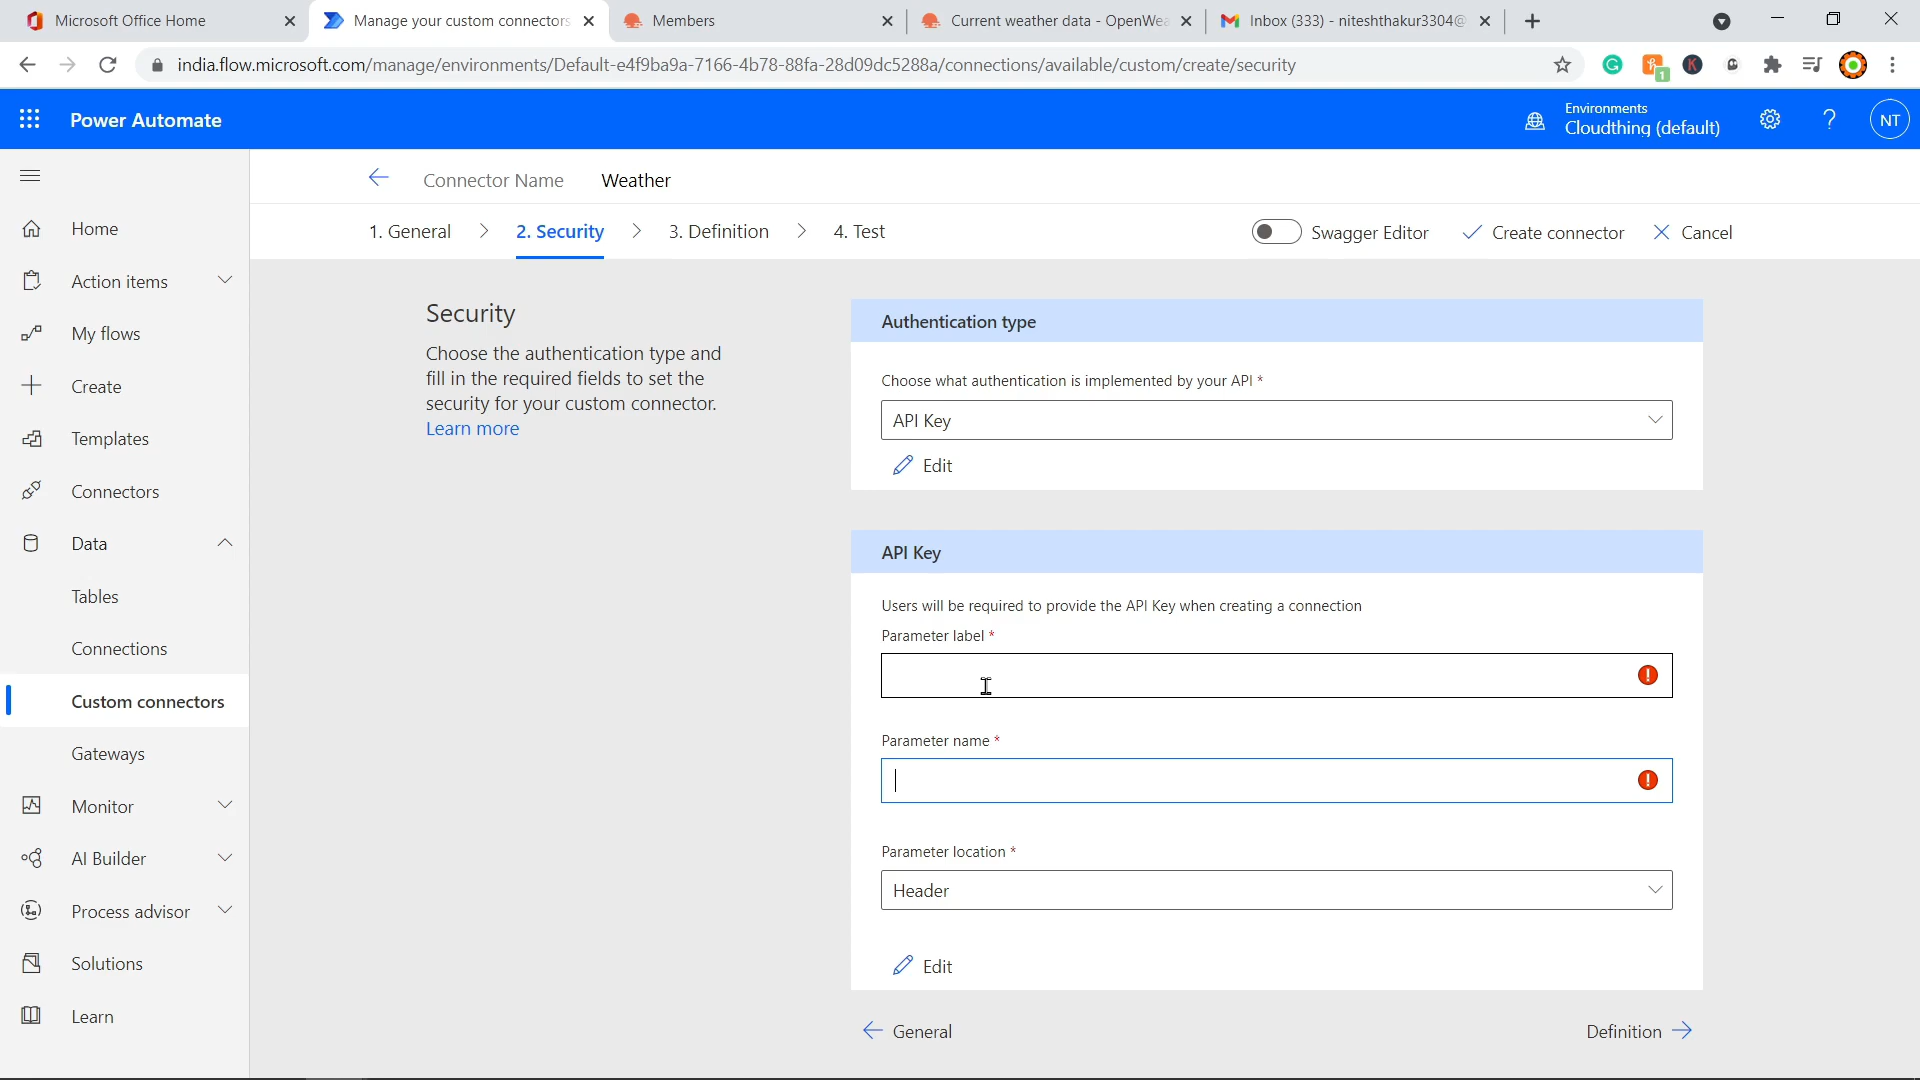 Microsoft Office Home
Manage your custom connectors
Members
Current weather data - OpenWea
Inbox (333) - niteshthakur3304@
india.flow.microsoft.com/manage/environments/Default-e4f9ba9a-7166-4b78-88fa-28d09dc5288a/connections/available/custom/create/security
1
K
Power Automate
Environments
Cloudthing (default)
?
NT
Connector Name
Weather
1. General
2. Security
3. Definition
4. Test
Swagger Editor
Create connector
Cancel
Home
Action items
My flows
Create
Templates
Connectors
Data
Tables
Connections
Custom connectors
Gateways
Monitor
AI Builder
Process advisor
Solutions
Learn
Security
Choose the authentication type and
fill in the required fields to set the
security for your custom connector.
Learn more
Authentication type
Choose what authentication is implemented by your API *
API Key
Edit
API Key
Users will be required to provide the API Key when creating a connection
Parameter label *
Parameter name *
Parameter location *
Header
Edit
General
Definition